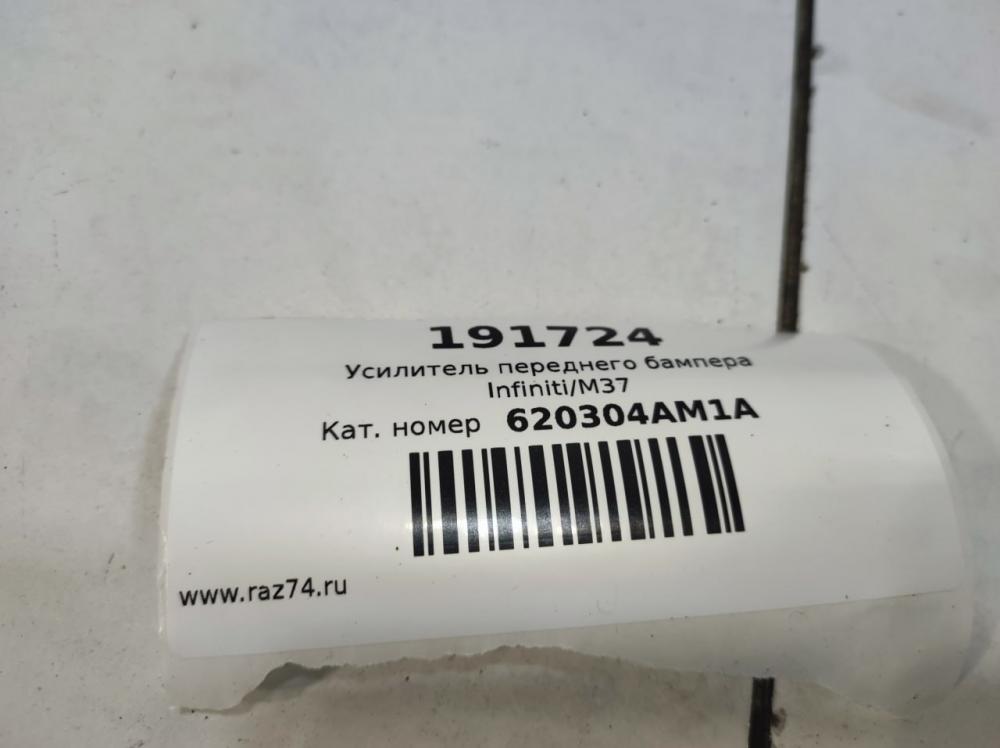 191724
Усилитель переднего бампера
Infiniti/M37
Кат. номер 620304AM1A
www.raz74.ru